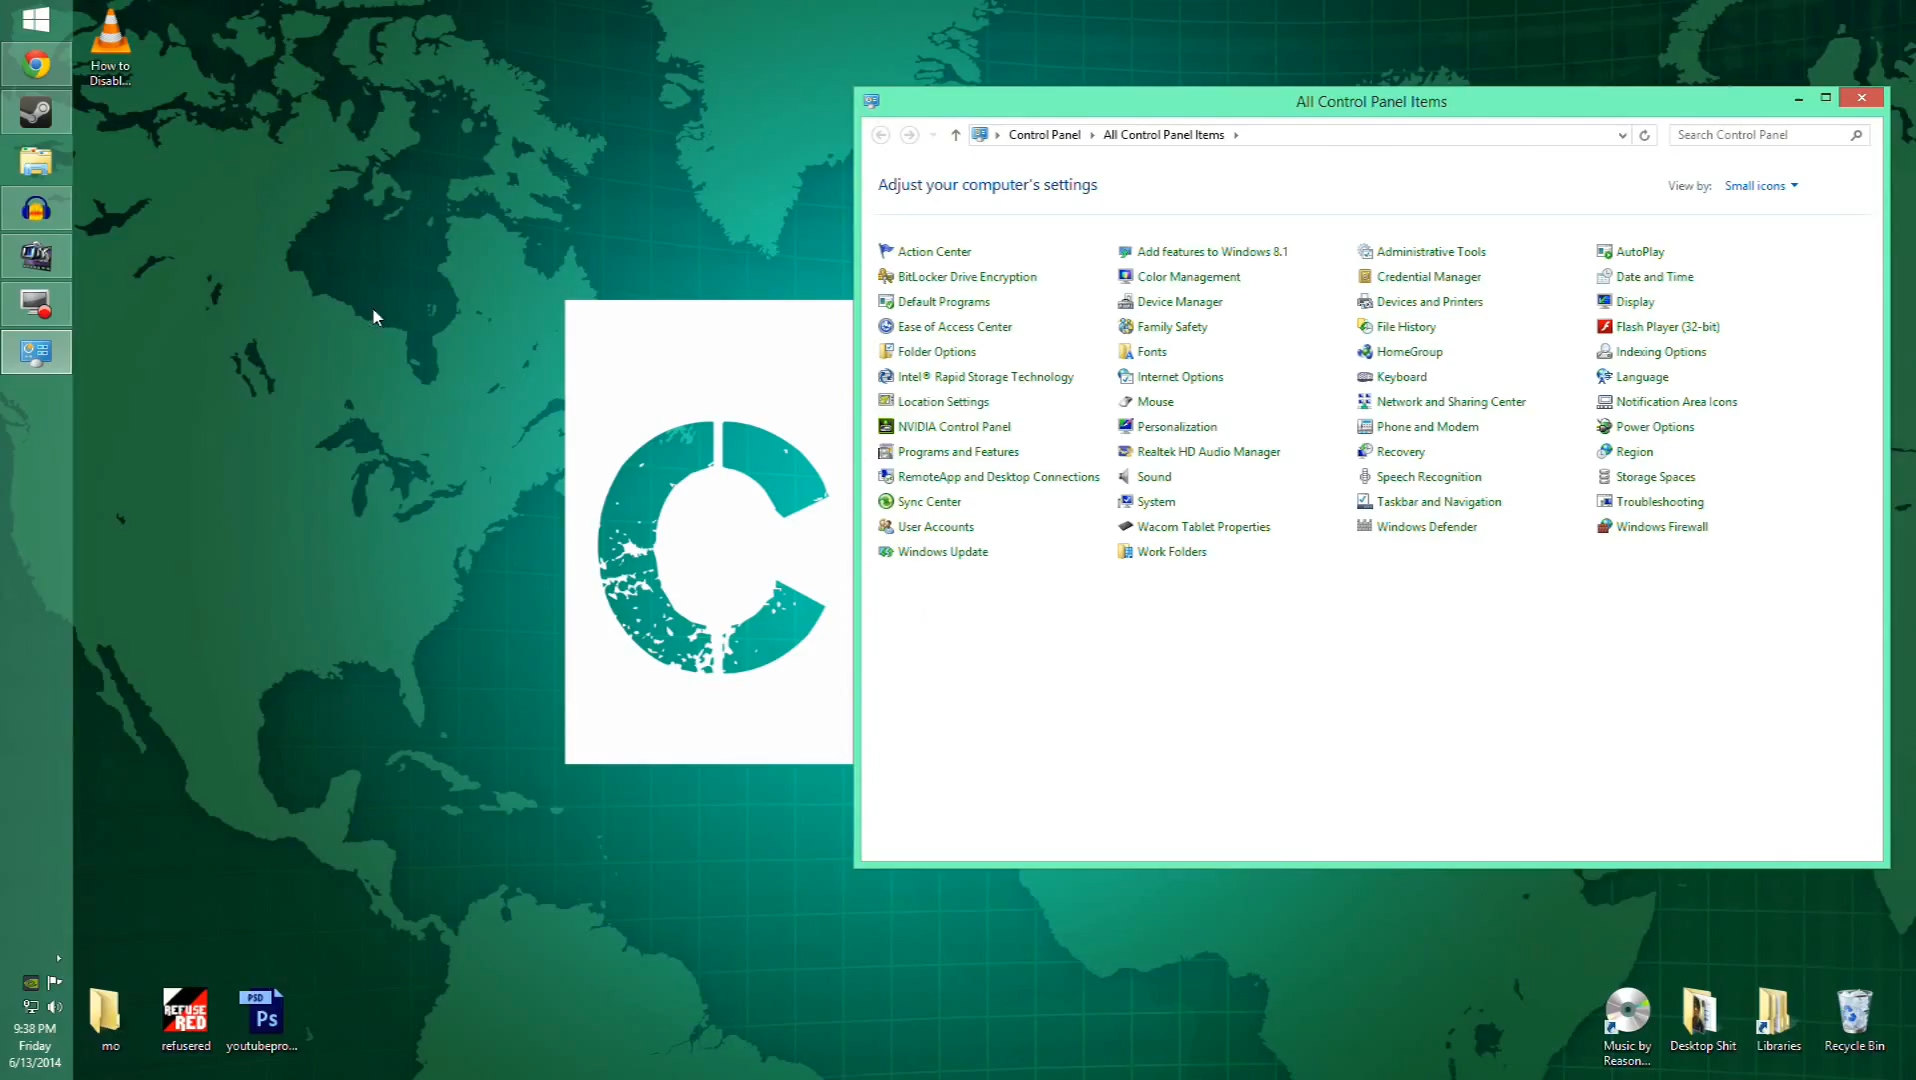 How to
Disabl...
All Control Panel Items
Control Panel
All Control Panel Items
Search Control Panel
Adjust your computer's settings
View by:
Small icons
Action Center
Add features to Windows 8.1
Administrative Tools
AutoPlay
BitLocker Drive Encryption
Color Management
Credential Manager
Date and Time
Default Programs
Device Manager
Devices and Printers
Display
Ease of Access Center
Family Safety
File History
Flash Player (32-bit)
Folder Options
Fonts
HomeGroup
Indexing Options
Intel® Rapid Storage Technology
Internet Options
Keyboard
Language
Location Settings
Mouse
Network and Sharing Center
Notification Area Icons
NVIDIA Control Panel
Personalization
Phone and Modem
Power Options
Programs and Features
Realtek HD Audio Manager
Recovery
Region
RemoteApp and Desktop Connections
Sound
Speech Recognition
Storage Spaces
Sync Center
System
Taskbar and Navigation
Troubleshooting
User Accounts
Wacom Tablet Properties
Windows Defender
Windows Firewall
Windows Update
Work Folders
C
9:38 PM
Friday
6/13/2014
mo
REFUSE
RED
refusered
PSD
Ps
youtubepro...
Music by
Reason...
Desktop Shit
Libraries
Recycle Bin